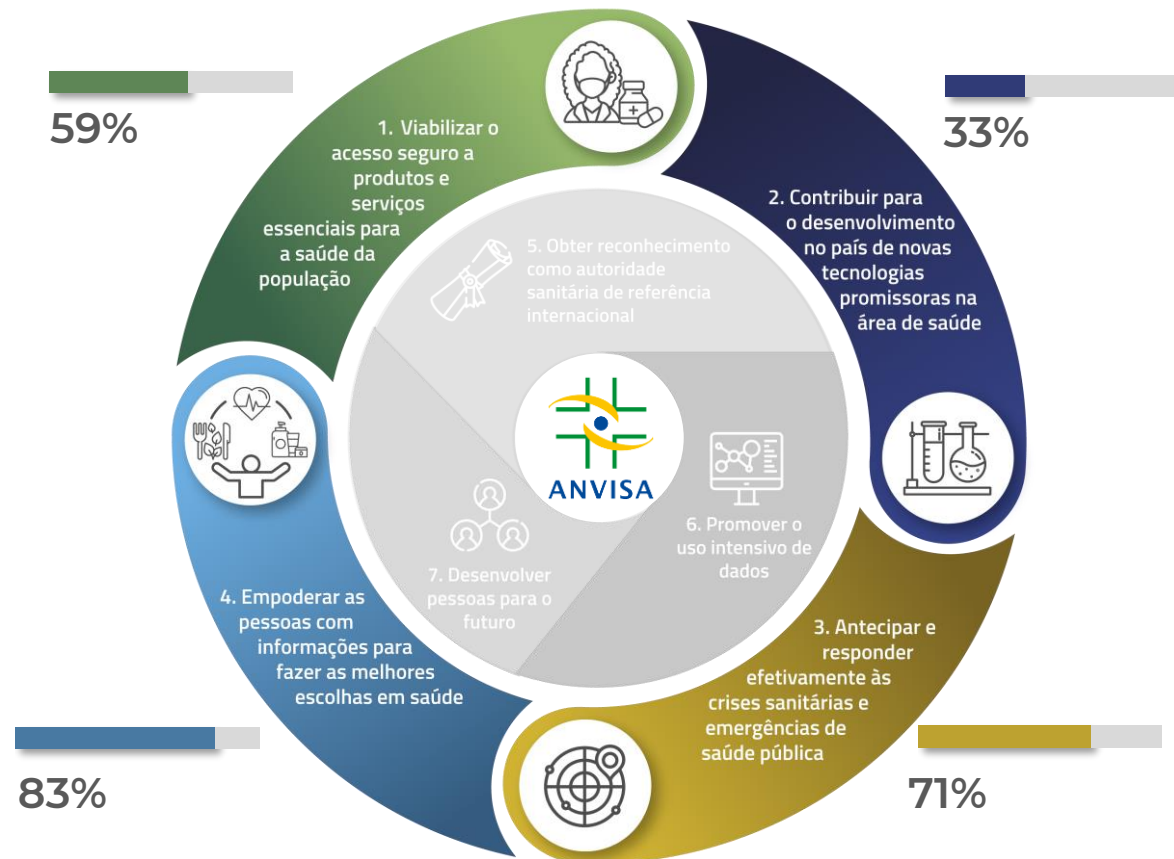 59%
1. Viabilizar o
acesso seguro a
produtos e
serviços
essenciais para
a saúde da
população
33%
2. Contribuir para
o desenvolvimento
no país de novas
tecnologias
promissoras na
área de saúde
5. Obter reconhecimento
como autoridade
sanitária de referência
internacional
ANVISA
6. Promover o
uso intensivo de
dados
7. Desenvolver
pessoas para o
futuro
4. Empoderar as
pessoas com
informações para
fazer as melhores
escolhas em saúde
83%
3. Antecipar e
responder
efetivamente às
crises sanitárias e
emergências de
saúde pública
71%